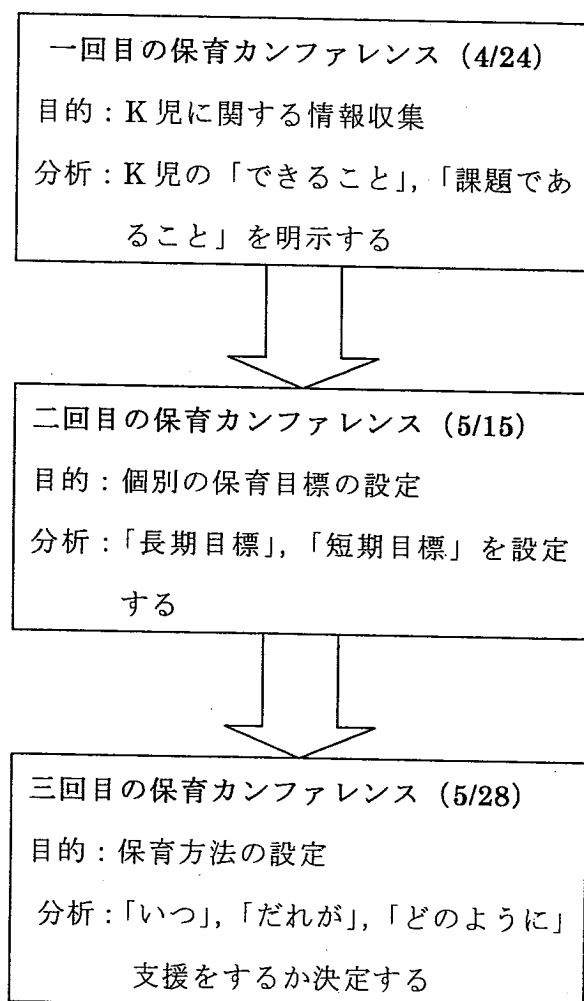 一回目の保育カンファレンス (4/24)
目的：K児に関する情報収集
分析：K児の「できること」,「課題であ
ること」を明示する
二回目の保育カンファレンス (5/15)
目的：個別の保育目標の設定
分析：「長期目標」,「短期目標」を設定
する
三回目の保育カンファレンス (5/28)
目的：保育方法の設定
分析：「いつ」,「だれが」,「どのように」
支援をするか決定する